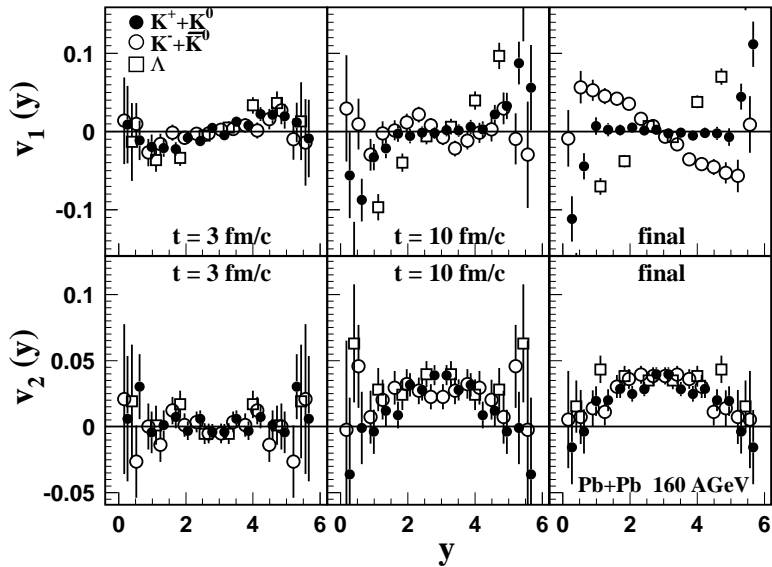 K⁺+K⁰
K⁻+K̅⁰
Λ
v₁ (y)
0.1
0
-0.1
t = 3 fm/c
t = 10 fm/c
final
t = 3 fm/c
t = 10 fm/c
final
v₂ (y)
0.1
0.05
0
-0.05
Pb+Pb 160 AGeV
0 2 4 6 0 2 4 6 0 2 4 6
y